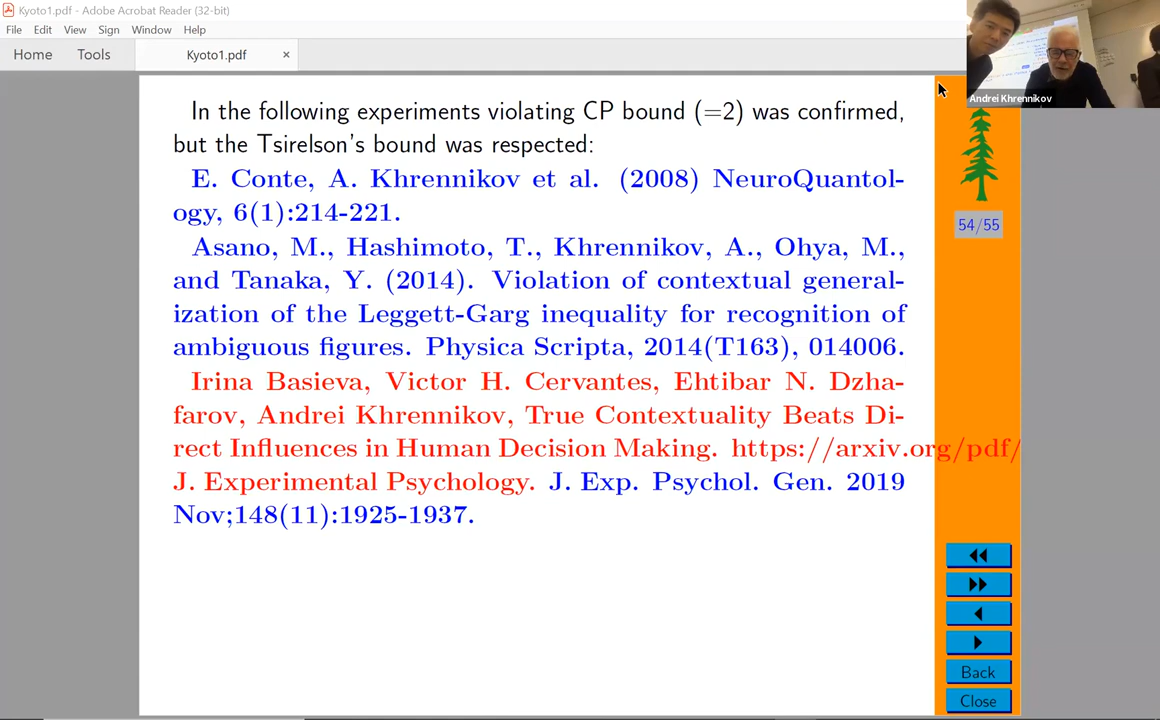 Kyoto1.pdf - Adobe Acrobat Reader (32-bit)
File Edit View Sign Window Help
Home Tools Kyoto1.pdf ×
Andrei Khrennikov
In the following experiments violating CP bound (=2) was confirmed,
but the Tsirelson's bound was respected:
E. Conte, A. Khrennikov et al. (2008) NeuroQuantol-
ogy, 6(1):214-221.
Asano, M., Hashimoto, T., Khrennikov, A., Ohya, M.,
and Tanaka, Y. (2014). Violation of contextual general-
ization of the Leggett-Garg inequality for recognition of
ambiguous figures. Physica Scripta, 2014(T163), 014006.
Irina Basieva, Victor H. Cervantes, Ehtibar N. Dzha-
farov, Andrei Khrennikov, True Contextuality Beats Di-
rect Influences in Human Decision Making. https://arxiv.org/pdf/
J. Experimental Psychology. J. Exp. Psychol. Gen. 2019
Nov;148(11):1925-1937.
54/55
Back
Close